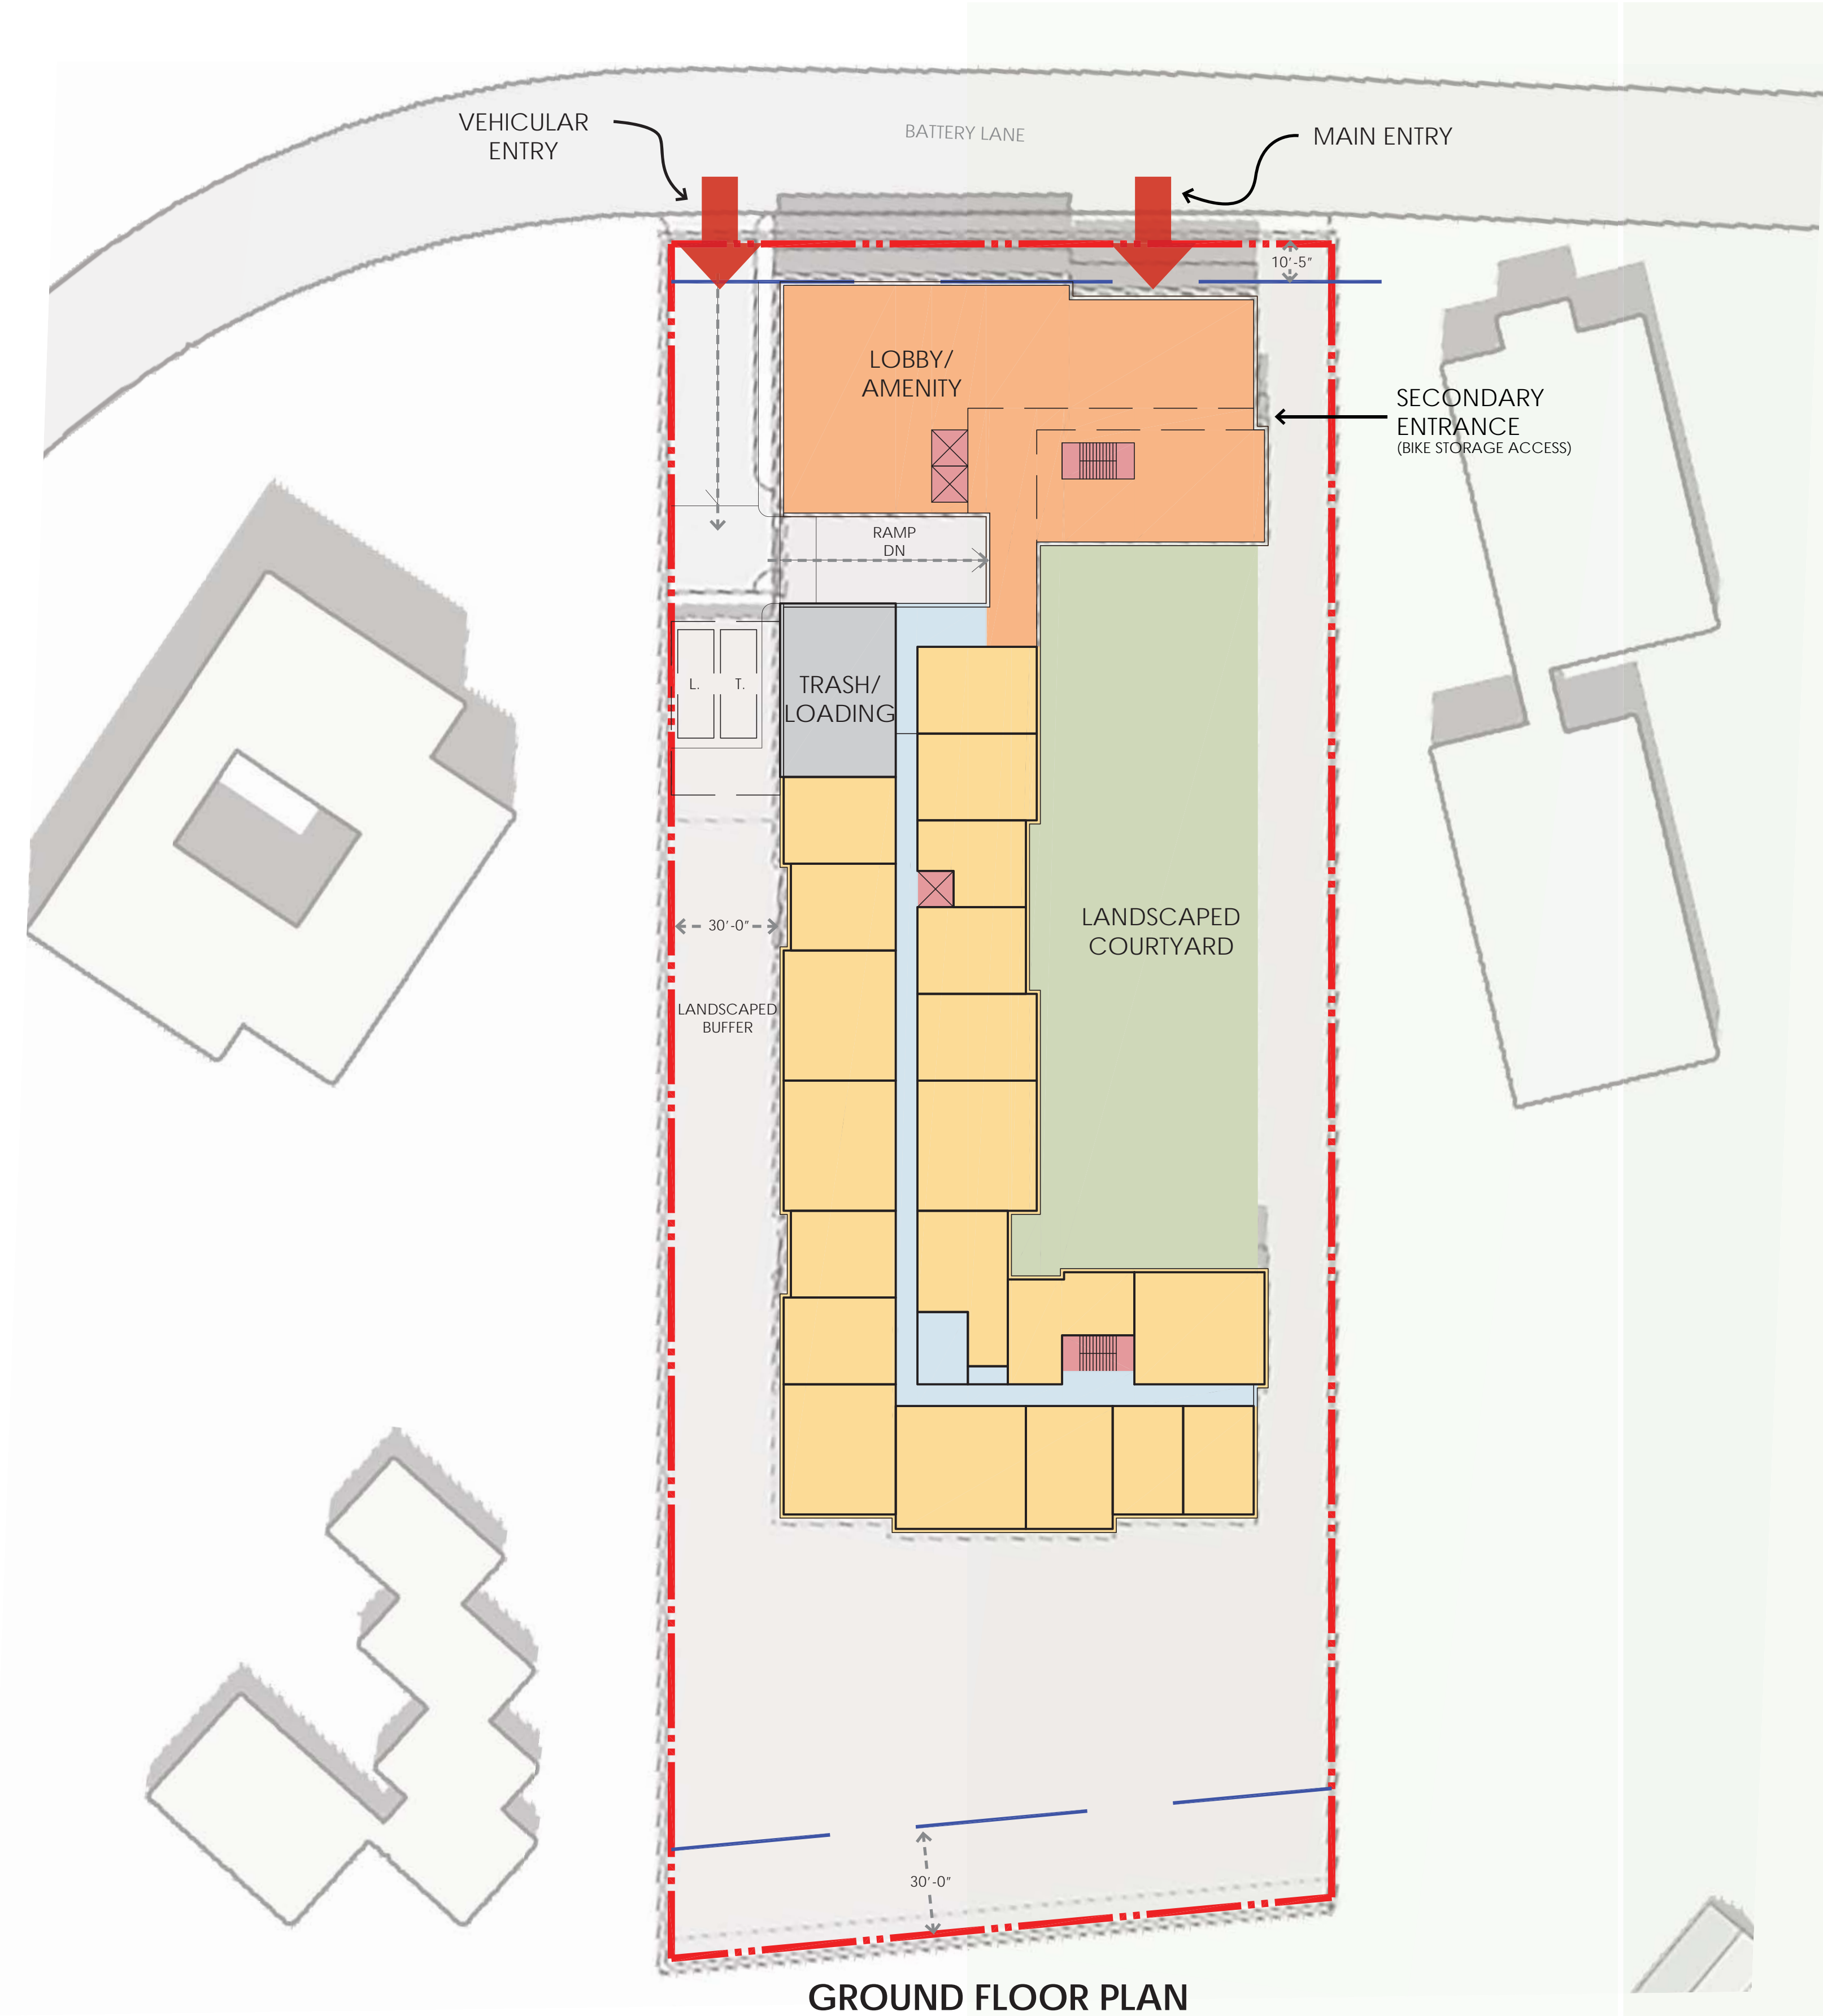 VEHICULAR
ENTRY
BATTERY LANE
MAIN ENTRY
10'-5"
LOBBY/
AMENITY
SECONDARY
ENTRANCE
(BIKE STORAGE ACCESS)
RAMP
DN
L.
T.
TRASH/
LOADING
30'-0"
LANDSCAPED
COURTYARD
LANDSCAPED
BUFFER
30'-0"
GROUND FLOOR PLAN